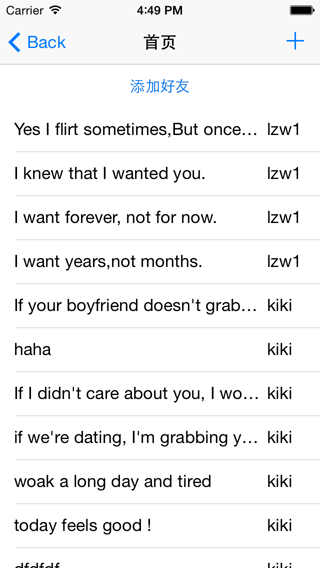 Carrier 4:49 PM
Back 首页
添加好友
Yes I flirt sometimes,But once... lzw1
I knew that I wanted you. lzw1
I want forever, not for now. lzw1
I want years,not months. lzw1
If your boyfriend doesn't grab... kiki
haha kiki
If I didn't care about you, I wo... kiki
if we're dating, I'm grabbing y... kiki
woak a long day and tired kiki
today feels good ! kiki
dfdfdf kiki